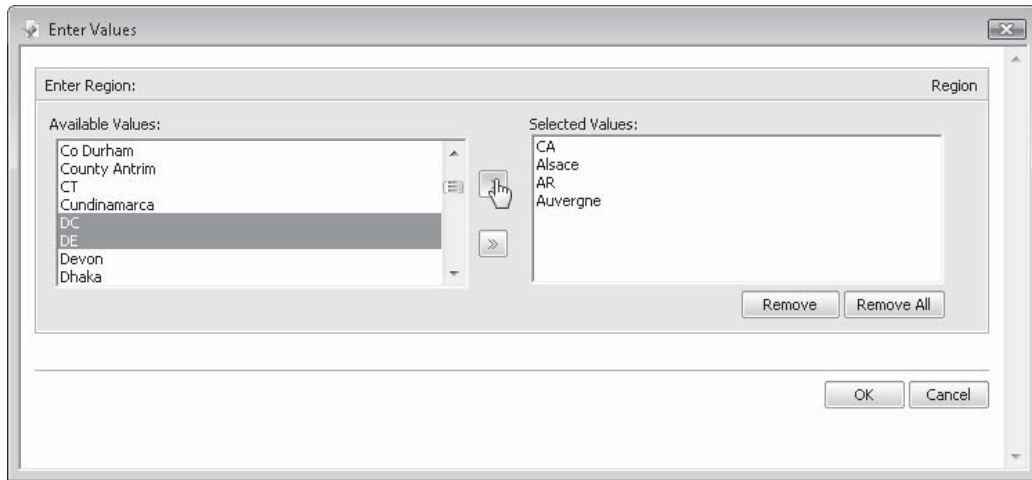 Enter Values
Enter Region:
Region
Available Values:
Co Durham
County Antrim
CT
Cundinamarca
DC
DE
Devon
Dhaka
»
Selected Values:
CA
Alsace
AR
Auvergne
Remove
Remove All
OK
Cancel